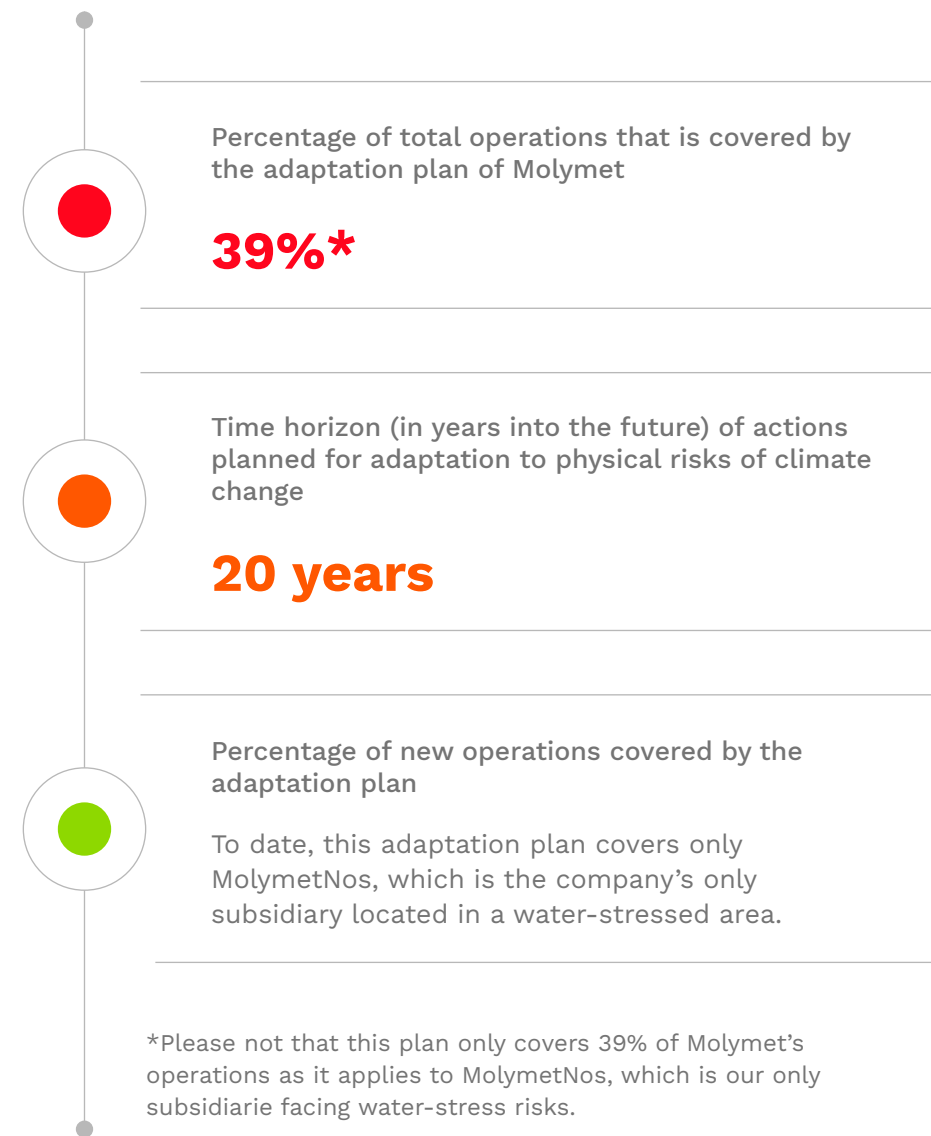 Percentage of total operations that is covered by
the adaptation plan of Molymet
39%*
Time horizon (in years into the future) of actions
planned for adaptation to physical risks of climate
change
20 years
Percentage of new operations covered by the
adaptation plan
To date, this adaptation plan covers only
MolymetNos, which is the company’s only
subsidiary located in a water-stressed area.
*Please not that this plan only covers 39% of Molymet’s
operations as it applies to MolymetNos, which is our only
subsidiarie facing water-stress risks.